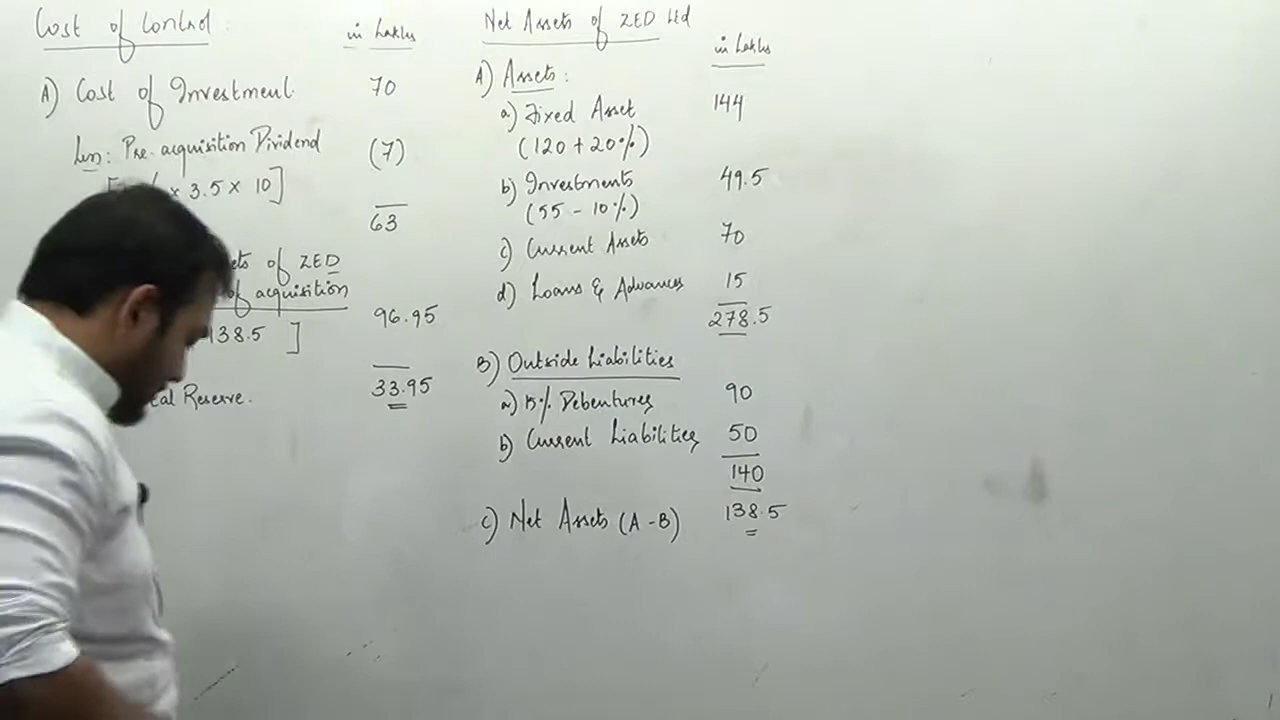 Cost of Control:
in Lakhs
A) Cost of Investment 70
Less: Pre-acquisition Dividend (7)
x 3.5 x 10]
63
of ZED
of acquisition
138.5 ] 96.95
Reserve. 33.95
Net Assets of ZED Ltd
in Lakhs
A) Assets:
a) Fixed Asset 144
(120 + 20%)
b) Investments 49.5
(55 - 10%)
c) Current Assets 70
d) Loans & Advances 15
278.5
B) Outside Liabilities
a) 15% Debentures 90
b) Current Liabilities 50
140
c) Net Assets (A - B) 138.5